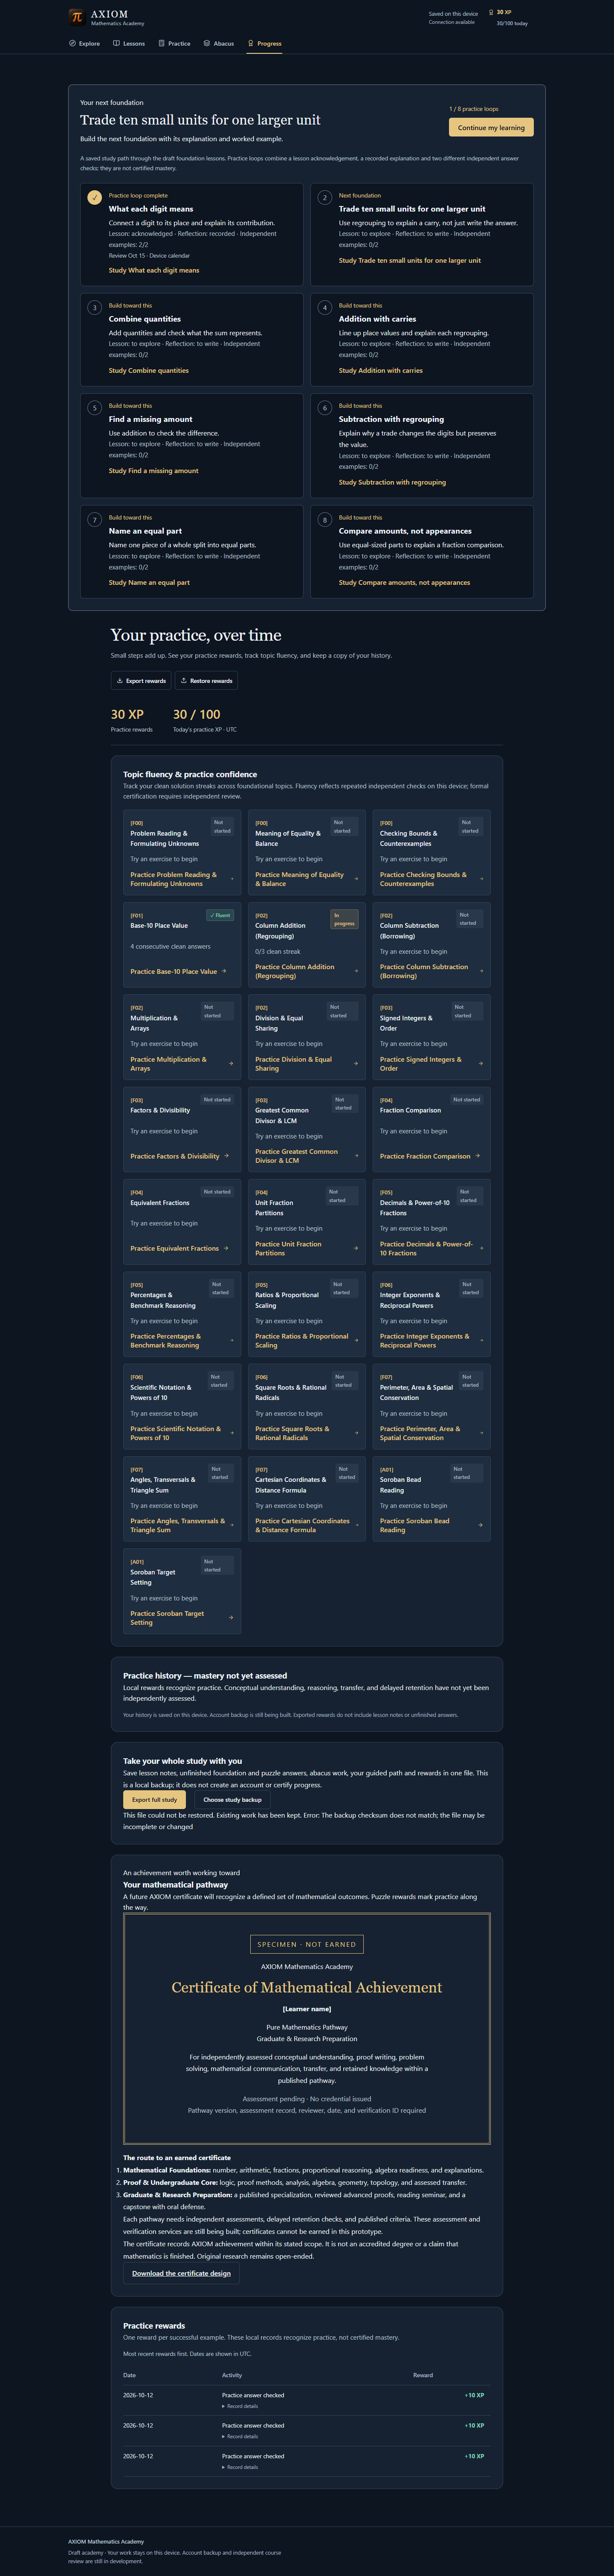 AXIOM
Mathematics Academy
Saved on this device
Connection available
30 XP
30/100 today
Explore
Lessons
Practice
Abacus
Progress
Your next foundation
Trade ten small units for one larger unit
Build the next foundation with its explanation and worked example.
1 / 8 practice loops
Continue my learning
A saved study path through the draft foundation lessons. Practice loops combine a lesson acknowledgement, a recorded explanation and two different independent answer
checks; they are not certified mastery.
✓
Practice loop complete
What each digit means
Connect a digit to its place and explain its contribution.
Lesson: acknowledged · Reflection: recorded · Independent
examples: 2/2
Review Oct 15 · Device calendar
Study What each digit means
2
Next foundation
Trade ten small units for one larger unit
Use regrouping to explain a carry, not just write the answer.
Lesson: to explore · Reflection: to write · Independent
examples: 0/2
Study Trade ten small units for one larger unit
3
Build toward this
Combine quantities
Add quantities and check what the sum represents.
Lesson: to explore · Reflection: to write · Independent
examples: 0/2
Study Combine quantities
4
Build toward this
Addition with carries
Line up place values and explain each regrouping.
Lesson: to explore · Reflection: to write · Independent
examples: 0/2
Study Addition with carries
5
Build toward this
Find a missing amount
Use addition to check the difference.
Lesson: to explore · Reflection: to write · Independent
examples: 0/2
Study Find a missing amount
6
Build toward this
Subtraction with regrouping
Explain why a trade changes the digits but preserves
the value.
Lesson: to explore · Reflection: to write · Independent
examples: 0/2
Study Subtraction with regrouping
7
Build toward this
Name an equal part
Name one piece of a whole split into equal parts.
Lesson: to explore · Reflection: to write · Independent
examples: 0/2
Study Name an equal part
8
Build toward this
Compare amounts, not appearances
Use equal-sized parts to explain a fraction comparison.
Lesson: to explore · Reflection: to write · Independent
examples: 0/2
Study Compare amounts, not appearances
Your practice, over time
Small steps add up. See your practice rewards, track topic fluency, and keep a copy of your history.
Export rewards
Restore rewards
30 XP
Practice rewards
30 / 100
Today's practice XP · UTC
Topic fluency & practice confidence
Track your clean solution streaks across foundational topics. Fluency reflects repeated independent checks on this device; formal
certification requires independent review.
[F00]
Problem Reading &
Formulating Unknowns
Not
started
Try an exercise to begin
Practice Problem Reading &
Formulating Unknowns →
[F00]
Meaning of Equality &
Balance
Not
started
Try an exercise to begin
Practice Meaning of Equality
& Balance →
[F00]
Checking Bounds &
Counterexamples
Not
started
Try an exercise to begin
Practice Checking Bounds &
Counterexamples →
[F01]
Base-10 Place Value
✓ Fluent
4 consecutive clean answers
Practice Base-10 Place Value →
[F02]
Column Addition
(Regrouping)
In
progress
0/3 clean streak
Practice Column Addition
(Regrouping) →
[F02]
Column Subtraction
(Borrowing)
Not
started
Try an exercise to begin
Practice Column Subtraction
(Borrowing) →
[F02]
Multiplication &
Arrays
Not
started
Try an exercise to begin
Practice Multiplication &
Arrays →
[F02]
Division & Equal
Sharing
Not
started
Try an exercise to begin
Practice Division & Equal
Sharing →
[F03]
Signed Integers &
Order
Not
started
Try an exercise to begin
Practice Signed Integers &
Order →
[F03]
Factors & Divisibility
Not started
Try an exercise to begin
Practice Factors & Divisibility →
[F03]
Greatest Common
Divisor & LCM
Not
started
Try an exercise to begin
Practice Greatest Common
Divisor & LCM →
[F04]
Fraction Comparison
Not started
Try an exercise to begin
Practice Fraction Comparison →
[F04]
Equivalent Fractions
Not started
Try an exercise to begin
Practice Equivalent Fractions →
[F04]
Unit Fraction
Partitions
Not
started
Try an exercise to begin
Practice Unit Fraction
Partitions →
[F05]
Decimals & Power-of-10
Fractions
Not
started
Try an exercise to begin
Practice Decimals & Power-of-
10 Fractions →
[F05]
Percentages &
Benchmark Reasoning
Not
started
Try an exercise to begin
Practice Percentages &
Benchmark Reasoning →
[F05]
Ratios & Proportional
Scaling
Not
started
Try an exercise to begin
Practice Ratios & Proportional
Scaling →
[F06]
Integer Exponents &
Reciprocal Powers
Not
started
Try an exercise to begin
Practice Integer Exponents &
Reciprocal Powers →
[F06]
Scientific Notation &
Powers of 10
Not
started
Try an exercise to begin
Practice Scientific Notation &
Powers of 10 →
[F06]
Square Roots & Rational
Radicals
Not
started
Try an exercise to begin
Practice Square Roots &
Rational Radicals →
[F07]
Perimeter, Area & Spatial
Conservation
Not
started
Try an exercise to begin
Practice Perimeter, Area &
Spatial Conservation →
[F07]
Angles, Transversals &
Triangle Sum
Not
started
Try an exercise to begin
Practice Angles, Transversals &
Triangle Sum →
[F07]
Cartesian Coordinates &
Distance Formula
Not
started
Try an exercise to begin
Practice Cartesian Coordinates
& Distance Formula →
[A01]
Soroban Bead
Reading
Not
started
Try an exercise to begin
Practice Soroban Bead
Reading →
[A01]
Soroban Target
Setting
Not
started
Try an exercise to begin
Practice Soroban Target
Setting →
Practice history — mastery not yet assessed
Local rewards recognize practice. Conceptual understanding, reasoning, transfer, and delayed retention have not yet been
independently assessed.
Your history is saved on this device. Account backup is still being built. Exported rewards do not include lesson notes or unfinished answers.
Take your whole study with you
Save lesson notes, unfinished foundation and puzzle answers, abacus work, your guided path and rewards in one file. This
is a local backup; it does not create an account or certify progress.
Export full study
Choose study backup
This file could not be restored. Existing work has been kept. Error: The backup checksum does not match; the file may be
incomplete or changed
An achievement worth working toward
Your mathematical pathway
A future AXIOM certificate will recognize a defined set of mathematical outcomes. Puzzle rewards mark practice along
the way.
SPECIMEN · NOT EARNED
AXIOM Mathematics Academy
Certificate of Mathematical Achievement
[Learner name]
Pure Mathematics Pathway
Graduate & Research Preparation
For independently assessed conceptual understanding, proof writing, problem
solving, mathematical communication, transfer, and retained knowledge within a
published pathway.
Assessment pending · No credential issued
Pathway version, assessment record, reviewer, date, and verification ID required
The route to an earned certificate
1. Mathematical Foundations: number, arithmetic, fractions, proportional reasoning, algebra readiness, and explanations.
2. Proof & Undergraduate Core: logic, proof methods, analysis, algebra, geometry, topology, and assessed transfer.
3. Graduate & Research Preparation: a published specialization, reviewed advanced proofs, reading seminar, and a
capstone with oral defense.
Each pathway needs independent assessments, delayed retention checks, and published criteria. These assessment and
verification services are still being built; certificates cannot be earned in this prototype.
The certificate records AXIOM achievement within its stated scope. It is not an accredited degree or a claim that
mathematics is finished. Original research remains open-ended.
Download the certificate design
Practice rewards
One reward per successful example. These local records recognize practice, not certified mastery.
Most recent rewards first. Dates are shown in UTC.
Date Activity Reward
2026-10-12 Practice answer checked +10 XP
▸ Record details
2026-10-12 Practice answer checked +10 XP
▸ Record details
2026-10-12 Practice answer checked +10 XP
▸ Record details
AXIOM Mathematics Academy
Draft academy · Your work stays on this device. Account backup and independent course
review are still in development.